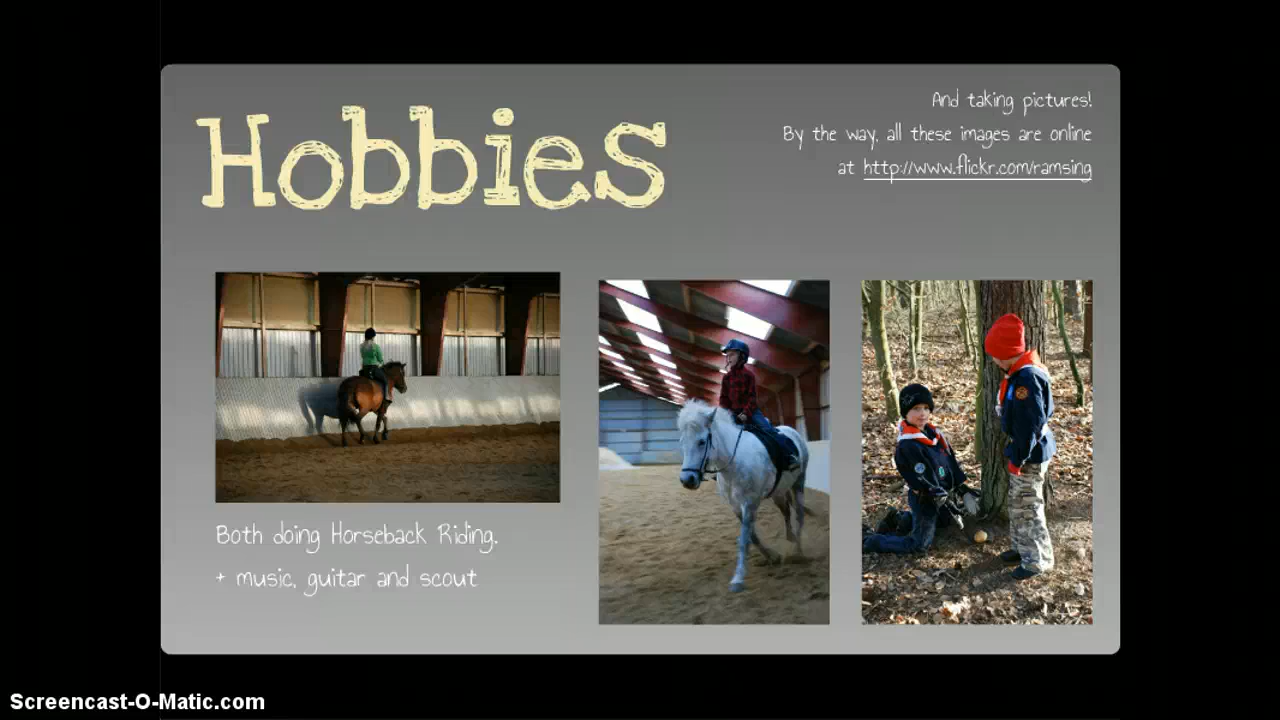 Hobbies
And taking pictures!
By the way, all these images are online
at http://www.flickr.com/ramsing
Both doing Horseback Riding.
+ music, guitar and scout
Screencast-O-Matic.com